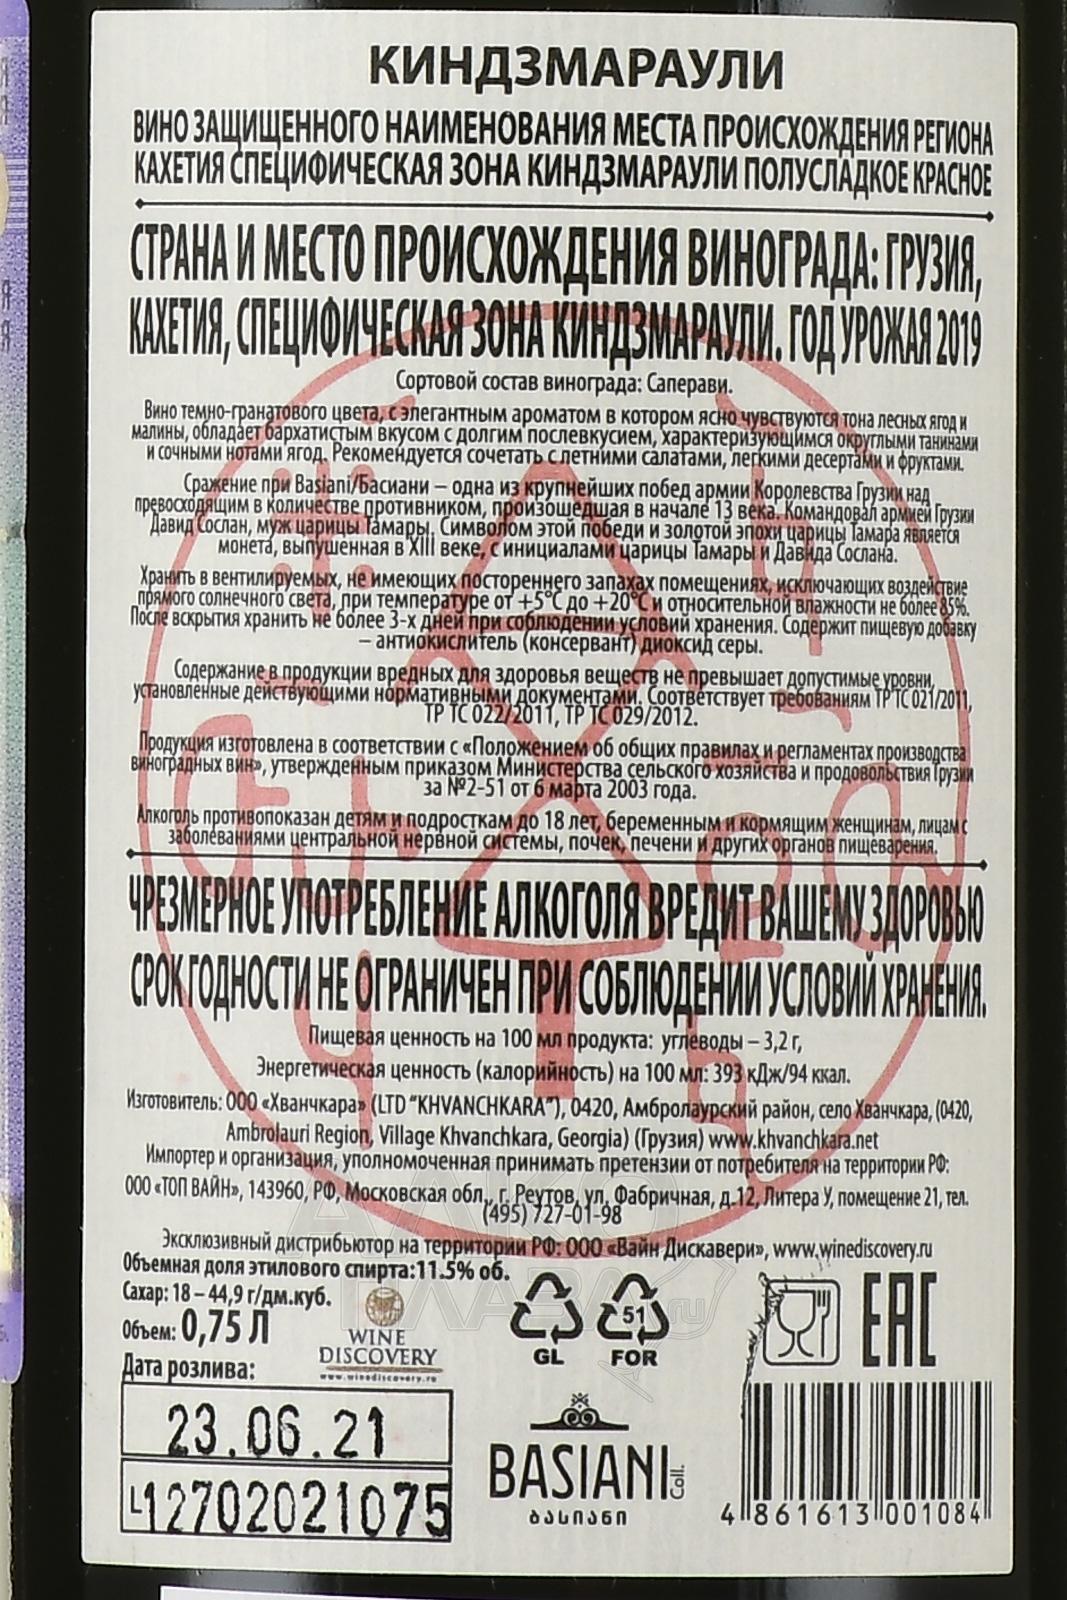 КИНДЗМАРАУЛИ
ВИНО ЗАЩИЩЕННОГО НАИМЕНОВАНИЯ МЕСТА ПРОИСХОЖДЕНИЯ РЕГИОНА
КАХЕТИЯ СПЕЦИФИЧЕСКАЯ ЗОНА КИНДЗМАРАУЛИ ПОЛУСЛАДКОЕ КРАСНОЕ
СТРАНА И МЕСТО ПРОИСХОЖДЕНИЯ ВИНОГРАДА: ГРУЗИЯ,
КАХЕТИЯ, СПЕЦИФИЧЕСКАЯ ЗОНА КИНДЗМАРАУЛИ. ГОД УРОЖАЯ 2019
Сортовой состав винограда: Саперави.
Вино темно-гранатового цвета, с элегантным ароматом в котором ясно чувствуются тона лесных ягод и
малины, обладает бархатистым вкусом с долгим послевкусием, характеризующимся округлыми танинами
и сочными нотами ягод. Рекомендуется сочетать с летними салатами, легкими десертами и фруктами.
Сражение при Basiani/Басиани – одна из крупнейших побед армии Королевства Грузии над
превосходящим в количестве противником, произошедшая в начале 13 века. Командовал армией Грузии
Давид Сослан, муж царицы Тамары. Символом этой победи и золотой эпохи царицы Тамара является
монета, выпушенная в XIII веке, с инициалами царицы Тамары и Давида Сослана.
Хранить в вентилируемых, не имеющих постореннего запахах помещениях, исключающих воздействие
прямого солнечного света, при температуре от +5°С до +20°С и относительной влажности не более 85%.
После вскрытия хранить не более 3-х дней при соблюдении условий хранения. Содержит пищевую добавку
– антиокислитель (консервант) диоксид серы.
Содержание в продукции вредных для здоровья веществ не превышает допустимые уровни,
установленные действующими нормативными документами. Соответствует требованиям ТР ТС 021/2011,
ТР ТС 022/2011, ТР ТС 029/2012.
Продукция изготовлена в соответствии с «Положением об общих правилах и регламентах производства
виноградных вин», утвержденным приказом Министерства сельского хозяйства и продовольствия Грузии
за №2-51 от 6 марта 2003 года.
Алкоголь противопоказан детям и подросткам до 18 лет, беременным и кормящим женщинам, лицам с
заболеваниями центральной нервной системы, почек, печени и других органов пищеварения.
ЧРЕЗМЕРНОЕ УПОТРЕБЛЕНИЕ АЛКОГОЛЯ ВРЕДИТ ВАШЕМУ ЗДОРОВЬЮ
СРОК ГОДНОСТИ НЕ ОГРАНИЧЕН ПРИ СОБЛЮДЕНИИ УСЛОВИЙ ХРАНЕНИЯ.
Пищевая ценность на 100 мл продукта: углеводы – 3,2 г,
Энергетическая ценность (калорийность) на 100 мл: 393 кДж/94 ккал.
Изготовитель: ООО «Хванчкара» (LTD "KHVANCHKARA"), 0420, Амбролаурский район, село Хванчкара, (0420,
Ambrolauri Region, Village Khvanchkara, Georgia) (Грузия) www.khvanchkara.net
Импортер и организация, уполномоченная принимать претензии от потребителя на территории РФ:
ООО «ТОП ВАЙН», 143960, РФ, Московская обл., г. Реутов, ул. Фабричная, д.12, Литера У, помещение 21, тел.
(495) 727-01-98
Эксклюзивный дистрибьютор на территории РФ: ООО «Вайн Дискавери», www.winediscovery.ru
Объемная доля этилового спирта:11.5% об.
Сахар: 18 – 44,9 г/дм.куб.
Объем: 0,75 Л
Дата розлива:
23.06.21
L12702021075
WINE
DISCOVERY
www.winediscovery.ru
GL
51
FOR
EAC
BASIANI Coll.
ბასიანი
4 861613 001084
АЛКО
ПЛАЗА.ru